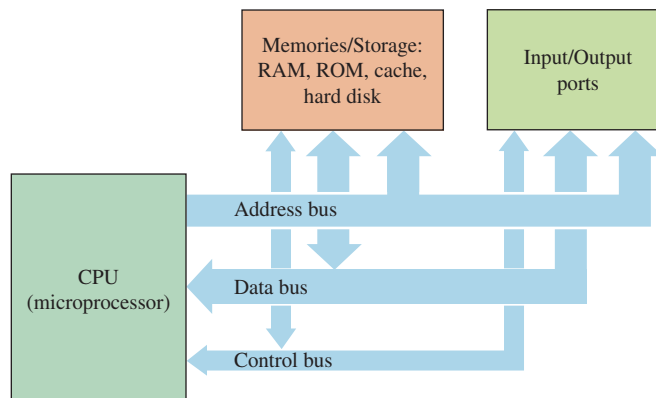 Memories/Storage:
RAM, ROM, cache,
hard disk
Input/Output
ports
Address bus
CPU
(microprocessor)
Data bus
Control bus